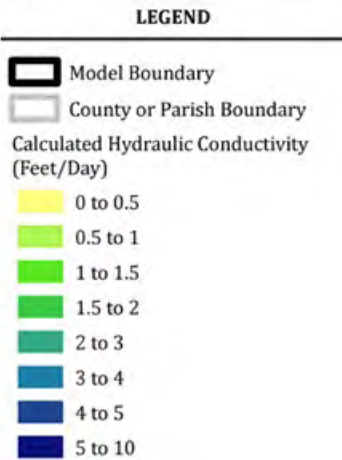 LEGEND
Model Boundary
County or Parish Boundary
Calculated Hydraulic Conductivity
(Feet/Day)
0 to 0.5
0.5 to 1
1 to 1.5
1.5 to 2
2 to 3
3 to 4
4 to 5
5 to 10